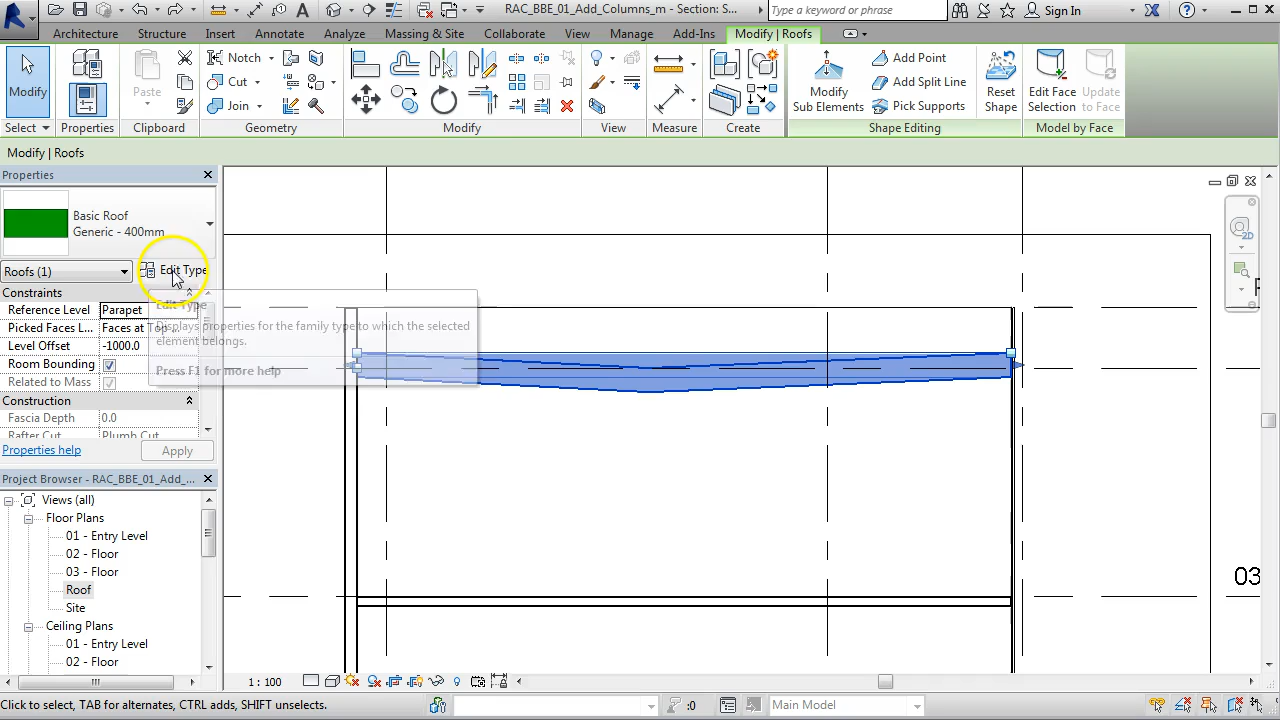 RAC_BBE_01_Add_Columns_m - Section: S...
Type a keyword or phrase
Sign In
Architecture
Structure
Insert
Annotate
Analyze
Massing & Site
Collaborate
View
Manage
Add-Ins
Modify | Roofs
Modify
Paste
Notch
Cut
Join
Modify
Sub Elements
Add Point
Add Split Line
Pick Supports
Reset
Shape
Edit Face
Selection
Update
to Face
Select
Properties
Clipboard
Geometry
Modify
View
Measure
Create
Shape Editing
Model by Face
Modify | Roofs
Properties
Basic Roof
Generic - 400mm
Roofs (1)
Edit Type
Constraints
Reference Level
Parapet
Picked Faces L...
Faces at Top ...
Level Offset
-1000.0
Room Bounding
Related to Mass
Construction
Fascia Depth
0.0
Rafter Cut
Plumb Cut
Properties help
Apply
Edit Type
Displays properties for the family type to which the selected
element belongs.
Press F1 for more help
Project Browser - RAC_BBE_01_Add_...
Views (all)
Floor Plans
01 - Entry Level
02 - Floor
03 - Floor
Roof
Site
Ceiling Plans
01 - Entry Level
02 - Floor
2D
03
1 : 100
Click to select, TAB for alternates, CTRL adds, SHIFT unselects.
:0
Main Model